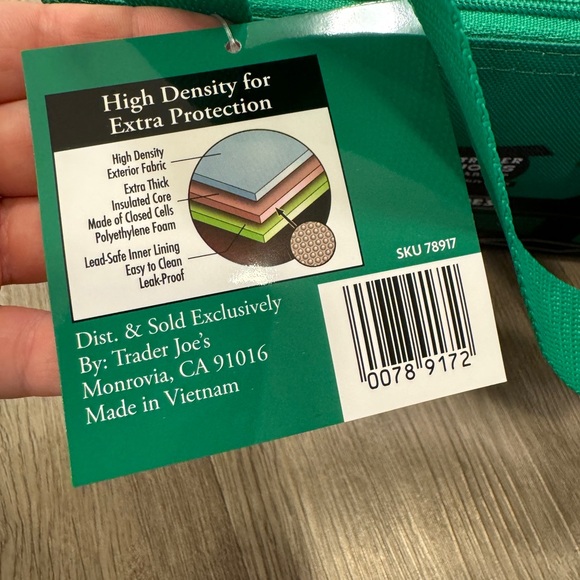 High Density for
Extra Protection
High Density
Exterior Fabric
Extra Thick
Insulated Core
Made of Closed Cells
Polyethylene Foam
Lead-Safe Inner Lining
Easy to Clean
Leak-Proof
Dist. & Sold Exclusively
By: Trader Joe's
Monrovia, CA 91016
Made in Vietnam
SKU 78917
0078 9172